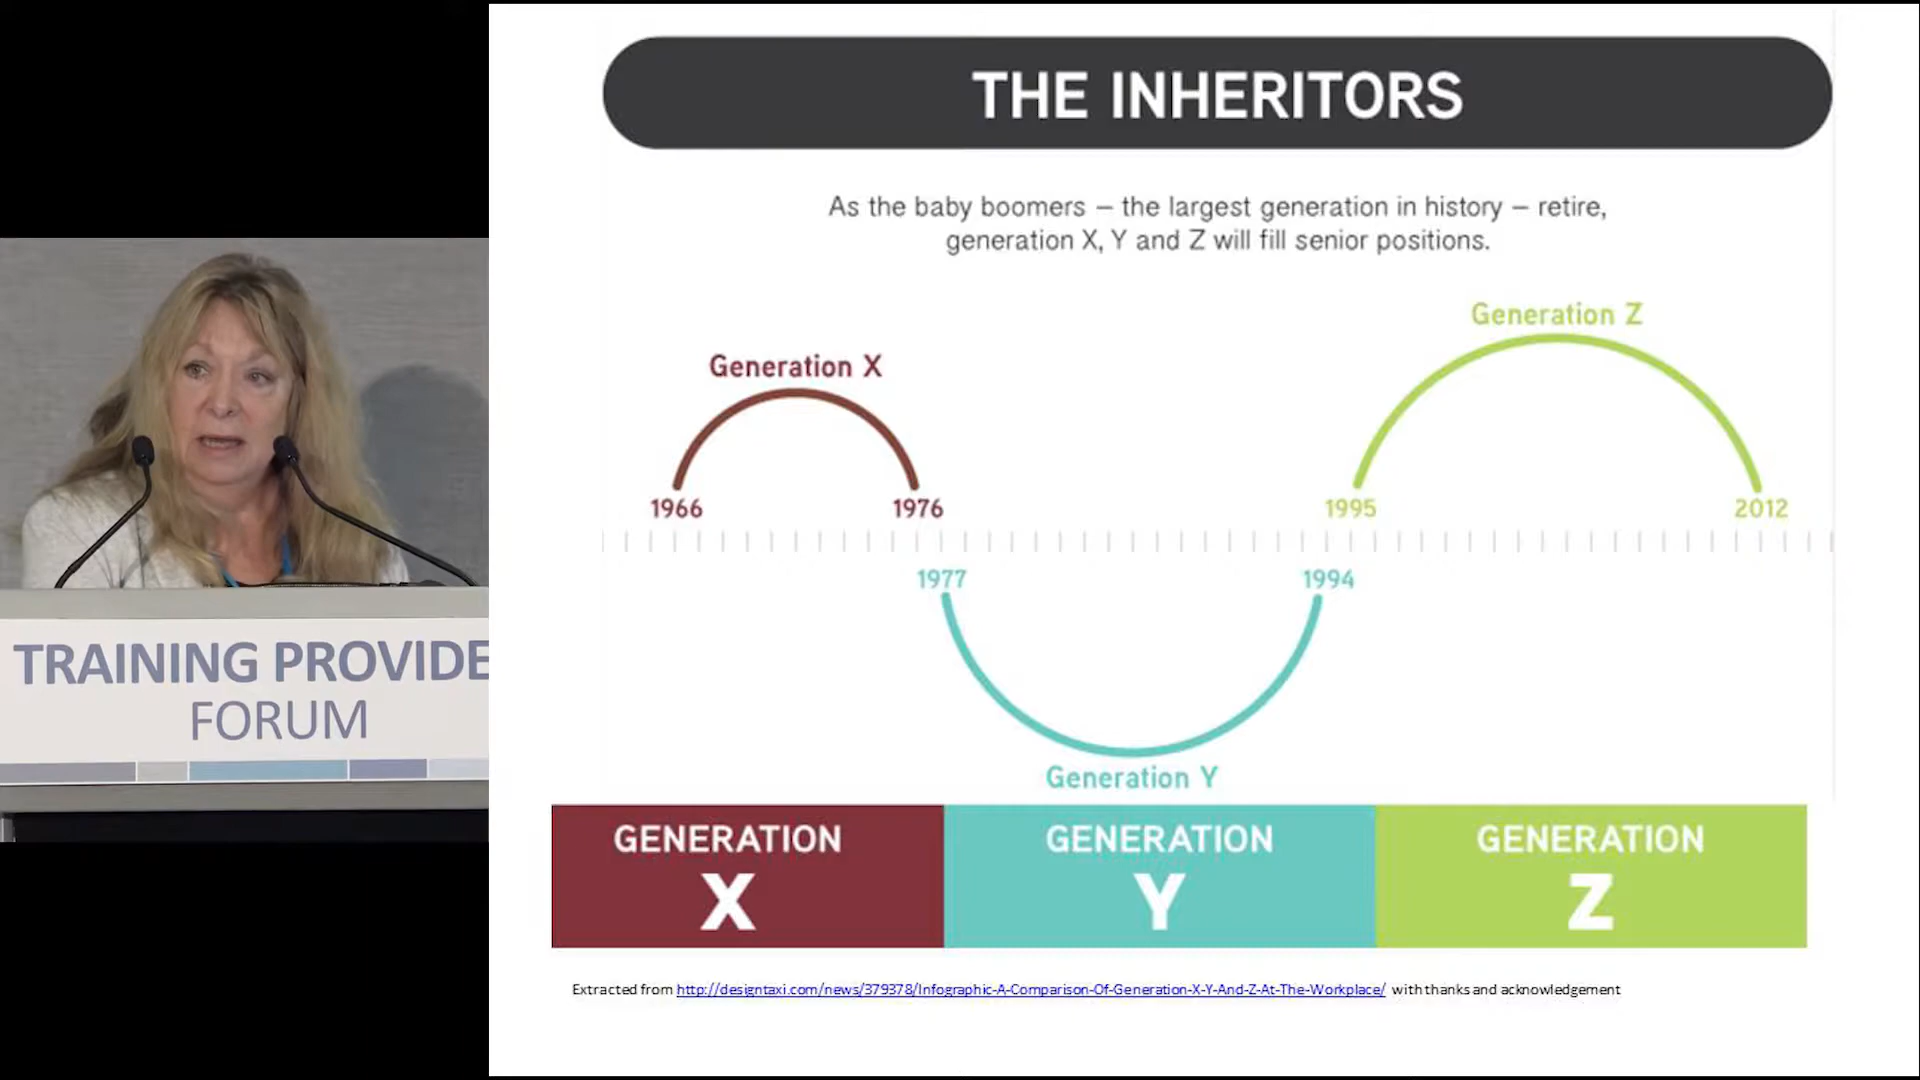 THE INHERITORS
As the baby boomers – the largest generation in history – retire,
generation X, Y and Z will fill senior positions.
Generation X
Generation Z
1966
1976
1995
2012
1977
1994
Generation Y
GENERATION
X
GENERATION
Y
GENERATION
Z
Extracted from http://designtaxi.com/news/379378/Infographic-A-Comparison-Of-Generation-X-Y-And-Z-At-The-Workplace/ with thanks and acknowledgement
TRAINING PROVIDE
FORUM